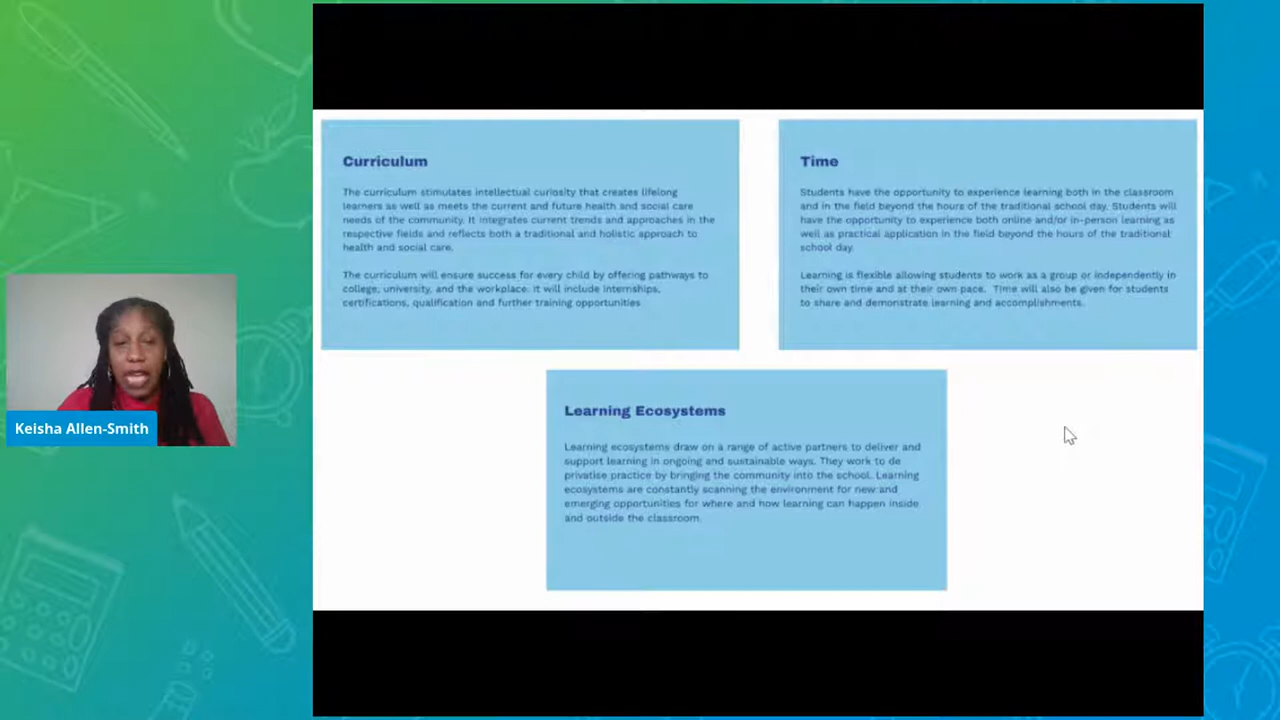 Curriculum
The curriculum stimulates intellectual curiosity that creates lifelong
learners as well as meets the current and future health and social care
needs of the community. It integrates current trends and approaches in the
respective fields and reflects both a traditional and holistic approach to
health and social care.
The curriculum will ensure success for every child by offering pathways to
college, university, and the workplace. It will include internships,
certifications, qualification and further training opportunities
Time
Students have the opportunity to experience learning both in the classroom
and in the field beyond the hours of the traditional school day. Students will
have the opportunity to experience both online and/or in-person learning as
well as practical application in the field beyond the hours of the traditional
school day
Learning is flexible allowing students to work as a group or independently in
their own time and at their own pace. Time will also be given for students
to share and demonstrate learning and accomplishments.
Keisha Allen-Smith
Learning Ecosystems
Learning ecosystems draw on a range of active partners to deliver and
support learning in ongoing and sustainable ways. They work to de
privatise practice by bringing the community into the school. Learning
ecosystems are constantly scanning the environment for new and
emerging opportunities for where and how learning can happen inside
and outside the classroom.